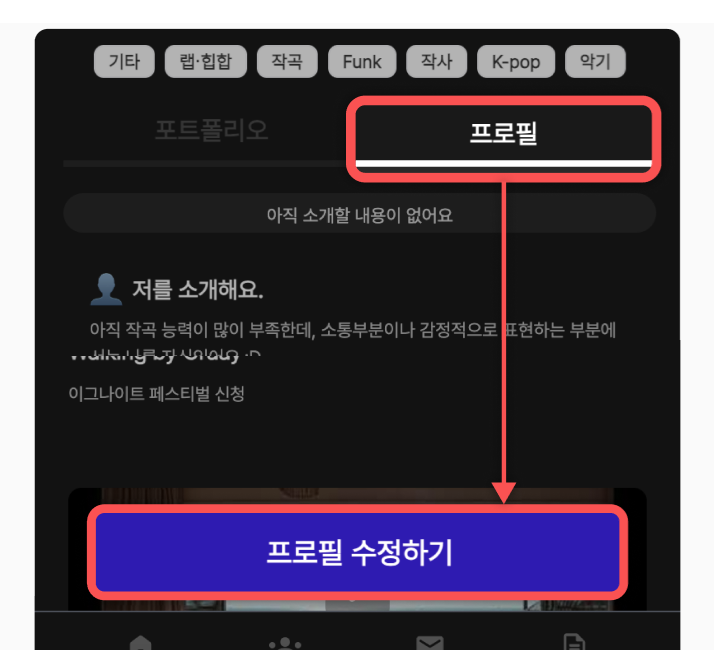 기타 랩·힙합 작곡 Funk 작사 K-pop 악기
포트폴리오 프로필
아직 소개할 내용이 없어요
저를 소개해요.
아직 작곡 능력이 많이 부족한데, 소통부분이나 감정적으로 표현하는 부분에
이그나이트 페스티벌 신청
프로필 수정하기